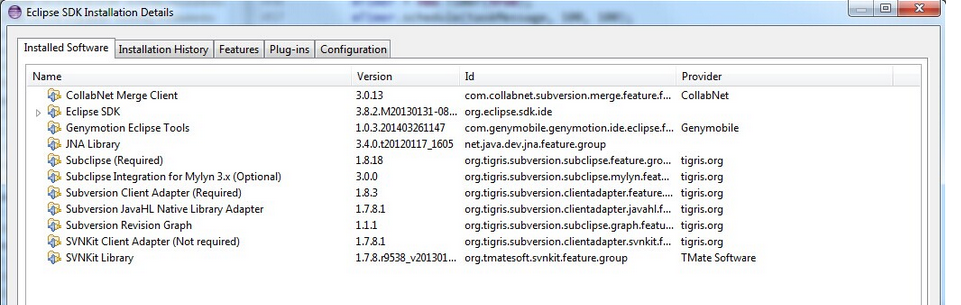 Eclipse SDK Installation Details
Installed Software Installation History Features Plug-ins Configuration
Name Version Id Provider
CollabNet Merge Client 3.0.13 com.collabnet.subversion.merge.feature.f... CollabNet
Eclipse SDK 3.8.2.M20130131-08... org.eclipse.sdk.ide
Genymotion Eclipse Tools 1.0.3.201403261147 com.genymobile.genymotion.ide.eclipse.f... Genymobile
JNA Library 3.4.0.t20120117_1605 net.java.dev.jna.feature.group
Subclipse (Required) 1.8.18 org.tigris.subversion.subclipse.feature.gro... tigris.org
Subclipse Integration for Mylyn 3.x (Optional) 3.0.0 org.tigris.subversion.subclipse.mylyn.feat... tigris.org
Subversion Client Adapter (Required) 1.8.3 org.tigris.subversion.clientadapter.feature.... tigris.org
Subversion JavaHL Native Library Adapter 1.7.8.1 org.tigris.subversion.clientadapter.javahl.f... tigris.org
Subversion Revision Graph 1.1.1 org.tigris.subversion.subclipse.graph.featu... tigris.org
SVNKit Client Adapter (Not required) 1.7.8.1 org.tigris.subversion.clientadapter.svnkit.f... tigris.org
SVNKit Library 1.7.8.r9538_v201301... org.tmatesoft.svnkit.feature.group TMate Software